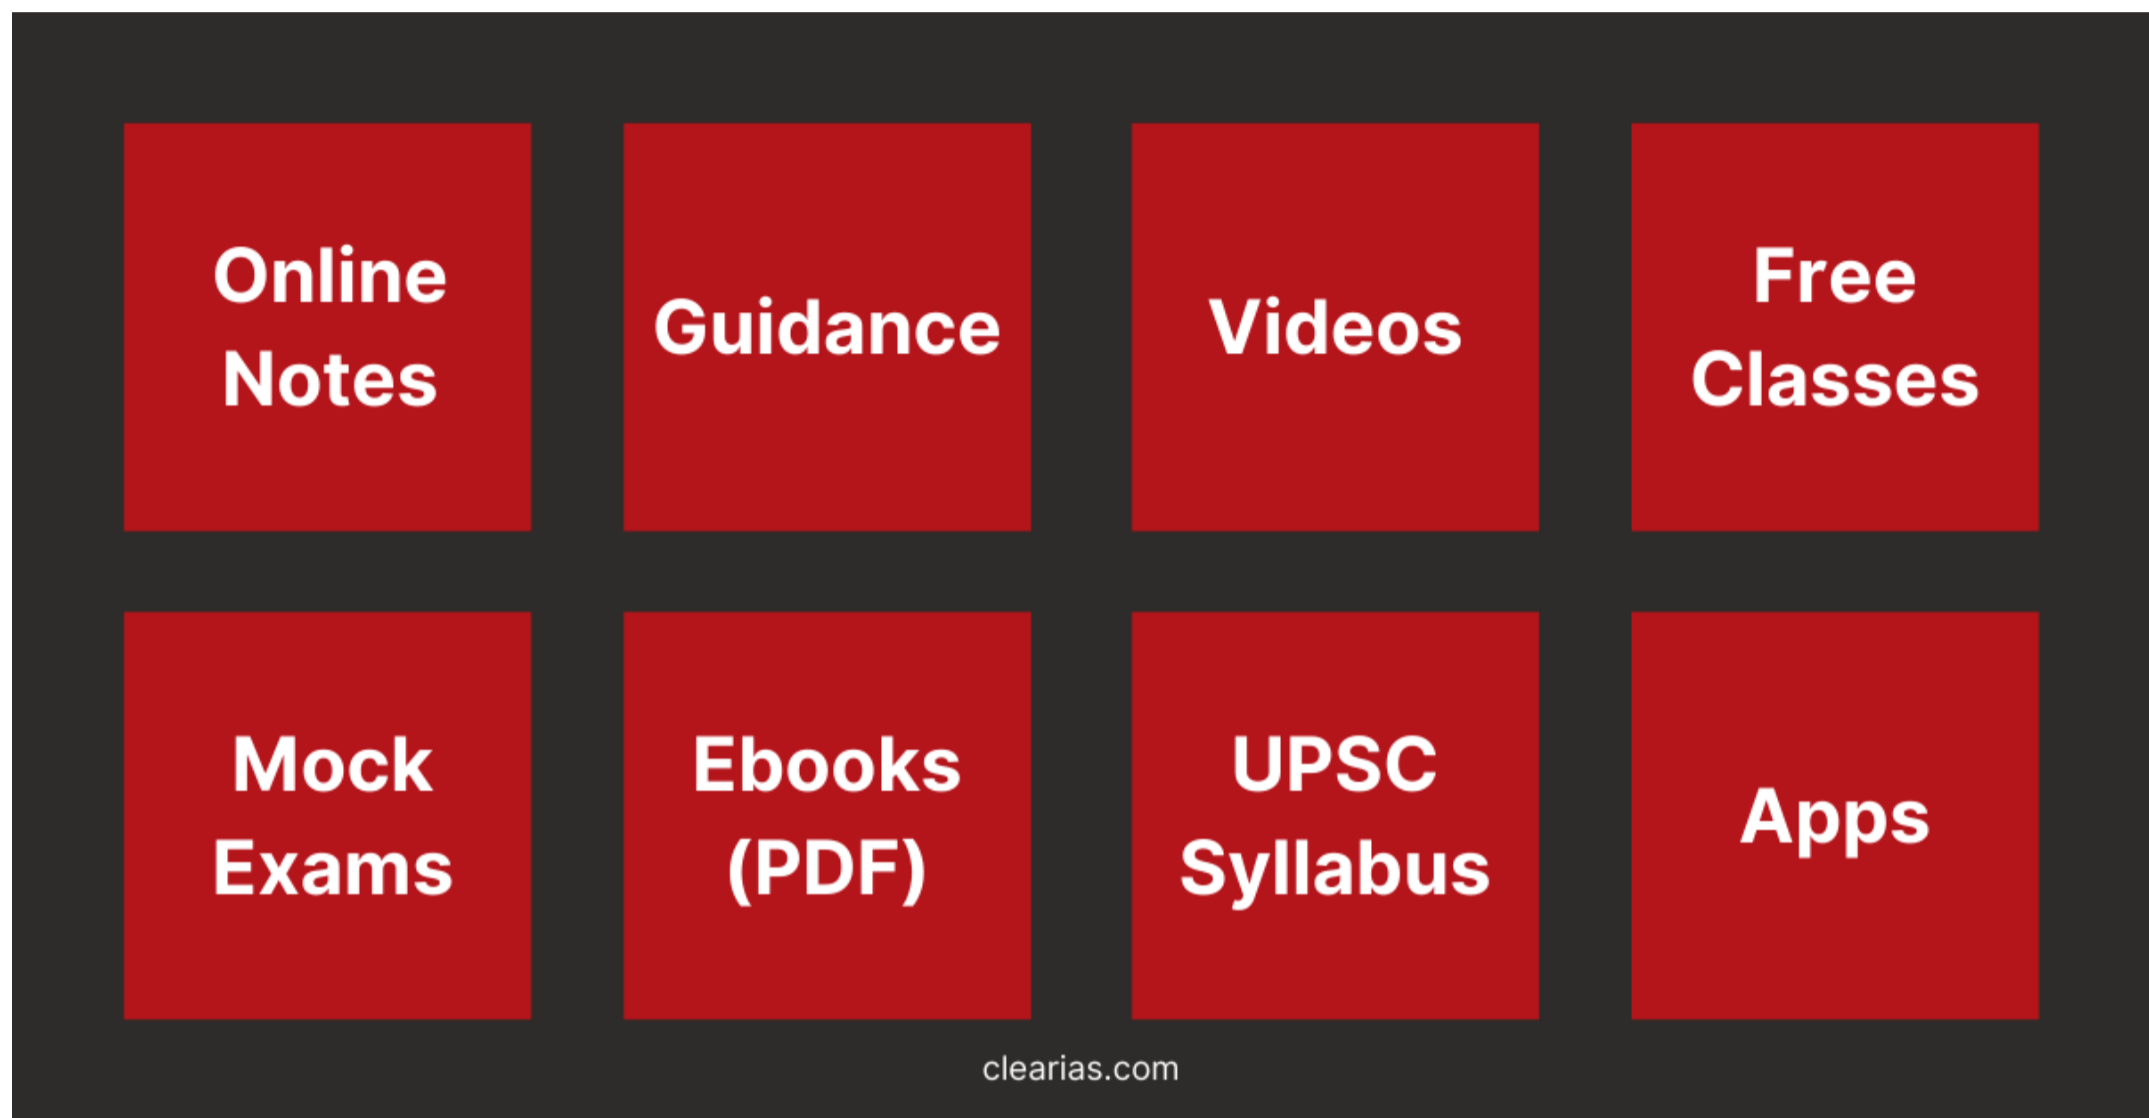 Online
Notes
Guidance
Videos
Free
Classes
Mock
Exams
Ebooks
(PDF)
UPSC
Syllabus
Apps
clearias.com